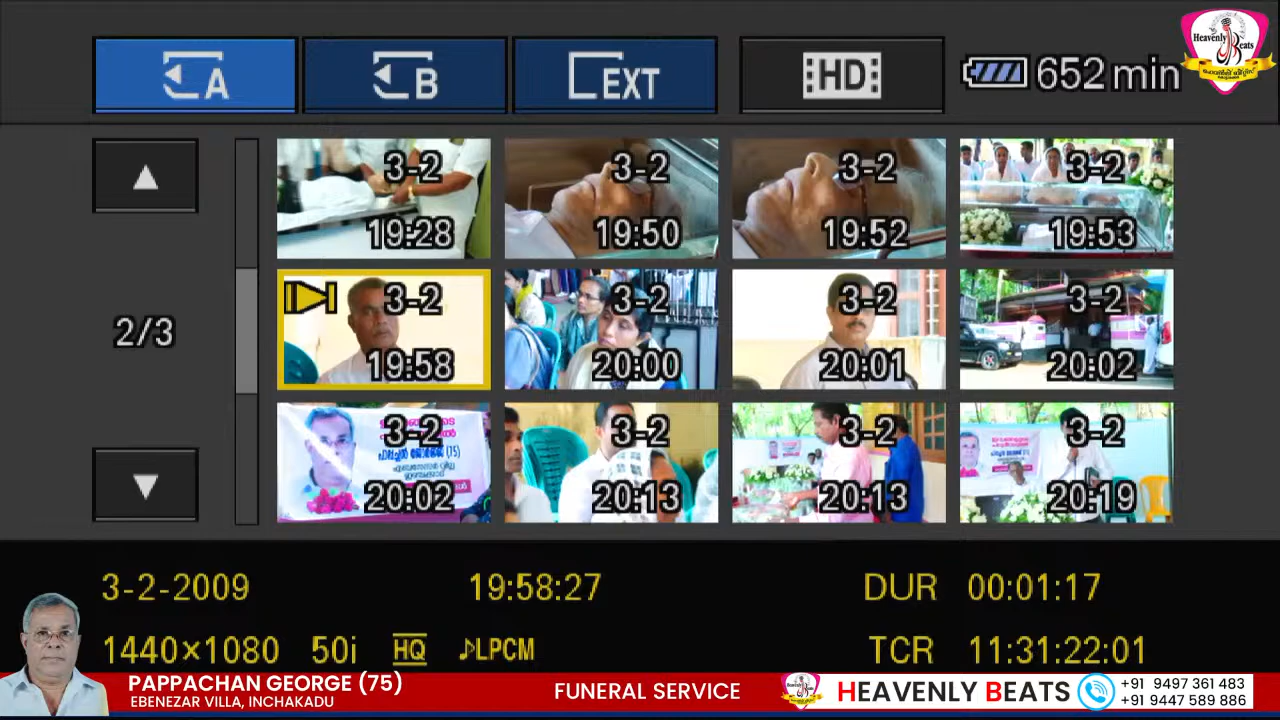 A
B
EXT
HD
652 min
Heavenly
Beats
3-2 3-2 3-2 3-2
19:28 19:50 19:52 19:53
2/3
3-2 3-2 3-2 3-2
19:58 20:00 20:01 20:02
3-2 3-2 3-2 3-2
20:02 20:13 20:13 20:19
3-2-2009 19:58:27 DUR 00:01:17
1440×1080 50i HQ ♪LPCM TCR 11:31:22:01
PAPPACHAN GEORGE (75)
EBENEZAR VILLA, INCHAKADU
FUNERAL SERVICE
HEAVENLY BEATS
+91 9497 361 483
+91 9447 589 886